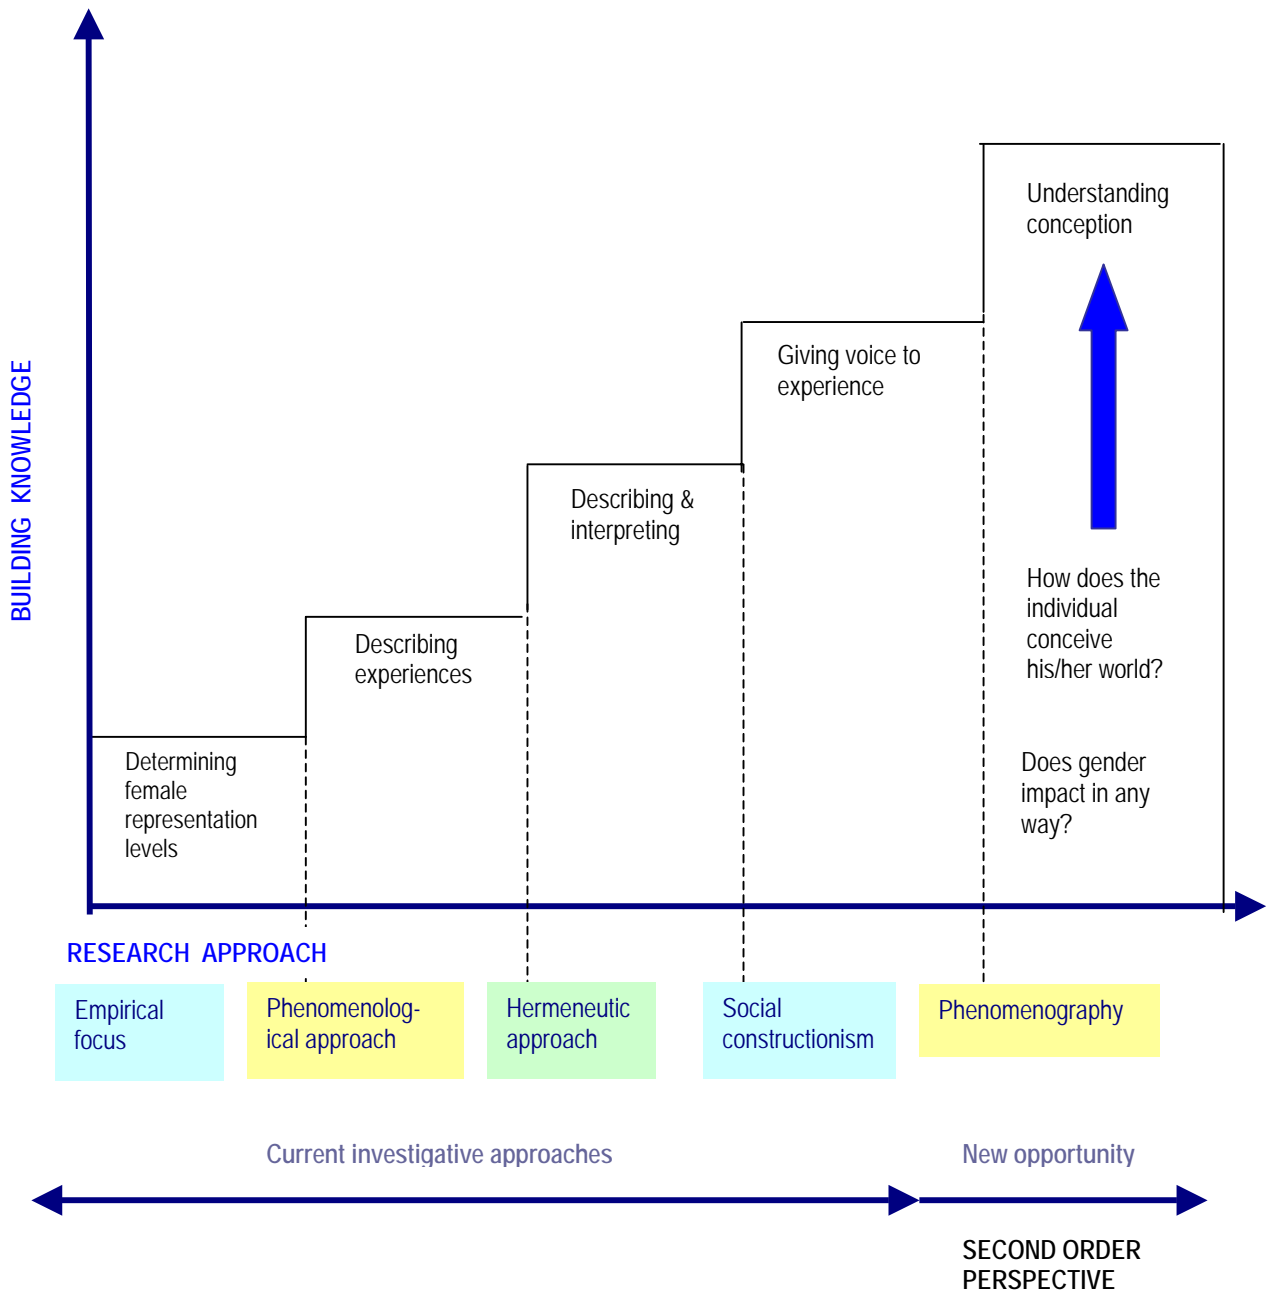 Understanding
conception
Giving voice to
experience
Describing &
interpreting
How does the
individual
conceive
his/her world?
Describing
experiences
Determining
female
representation
levels
Does gender
impact in any
way?
BUILDING KNOWLEDGE
RESEARCH APPROACH
Empirical
focus
Phenomenolog-
ical approach
Hermeneutic
approach
Social
constructionism
Phenomenography
Current investigative approaches
New opportunity
SECOND ORDER
PERSPECTIVE